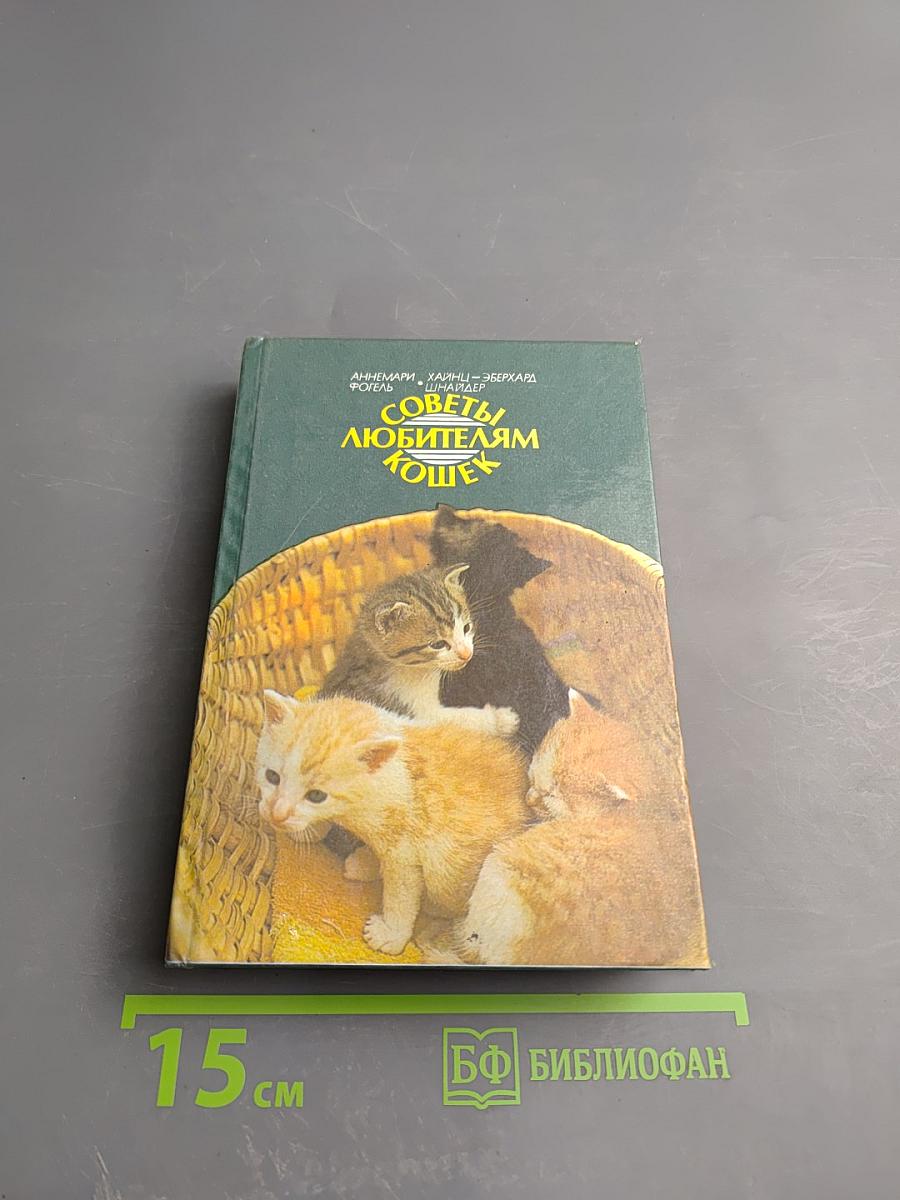 АННЕМАРИ ХАЙНЦ–ЭБЕРХАРД
ФОГЕЛЬ • ШНАЙДЕР
СОВЕТЫ
ЛЮБИТЕЛЯМ
КОШЕК
15 см
БФ БИБЛИОФАН